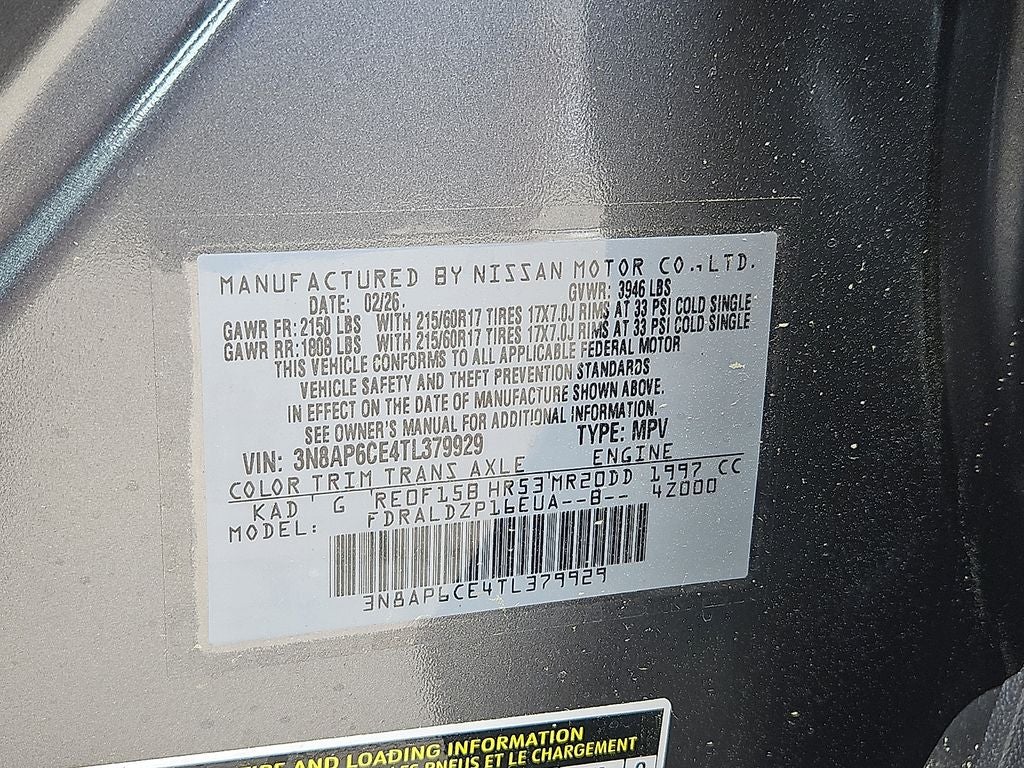 MANUFACTURED BY NISSAN MOTOR CO., LTD.
DATE: 02/26. GVWR: 3946 LBS
GAWR FR: 2150 LBS WITH 215/60R17 TIRES 17X7.0J RIMS AT 33 PSI COLD SINGLE
GAWR RR: 1808 LBS WITH 215/60R17 TIRES 17X7.0J RIMS AT 33 PSI COLD SINGLE
THIS VEHICLE CONFORMS TO ALL APPLICABLE FEDERAL MOTOR
VEHICLE SAFETY AND THEFT PREVENTION STANDARDS
IN EFFECT ON THE DATE OF MANUFACTURE SHOWN ABOVE.
SEE OWNER'S MANUAL FOR ADDITIONAL INFORMATION.
VIN: 3N8AP6CE4TL379929 TYPE: MPV
COLOR TRIM TRANS AXLE ENGINE
KAD G RE0F15B HR53 MR20DD 1997 CC
MODEL: FDRALDZP16EUA--B-- 4Z000
3N8AP6CE4TL379929
AND LOADING INFORMATION
PNEUS ET LE CHARGEMENT